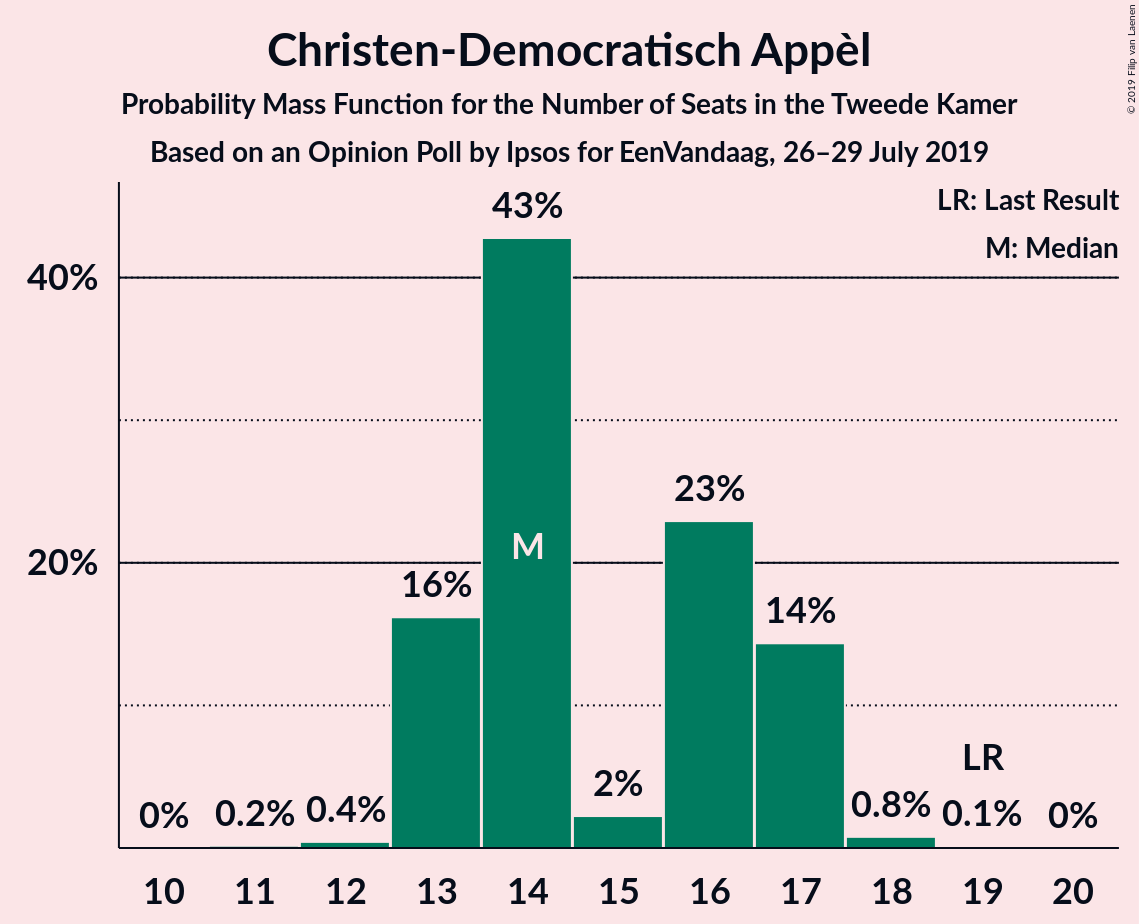 Christen-Democratisch Appèl
Probability Mass Function for the Number of Seats in the Tweede Kamer
Based on an Opinion Poll by Ipsos for EenVandaag, 26–29 July 2019
© 2019 Filip van Laenen
LR: Last Result
M: Median
43%
40%
23%
M
20%
16%
14%
LR
2%
0%
0.2%
0.4%
0.8%
0.1%
0%
10 11 12 13 14 15 16 17 18 19 20